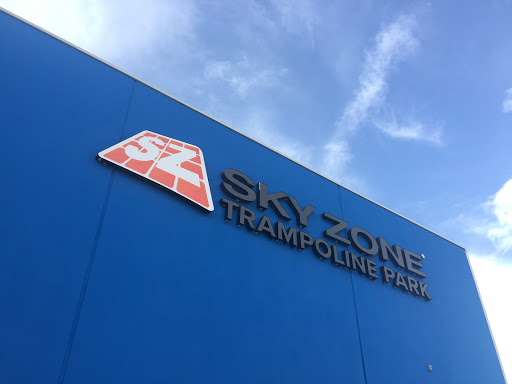 SZ
SKY ZONE
TRAMPOLINE PARK